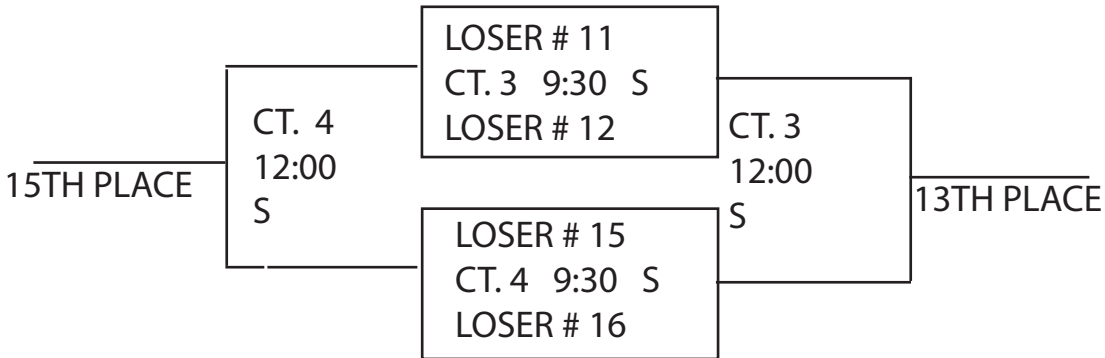 LOSER # 11
CT. 3 9:30 S
LOSER # 12
CT. 4
12:00
S
15TH PLACE
CT. 3
12:00
S
13TH PLACE
LOSER # 15
CT. 4 9:30 S
LOSER # 16